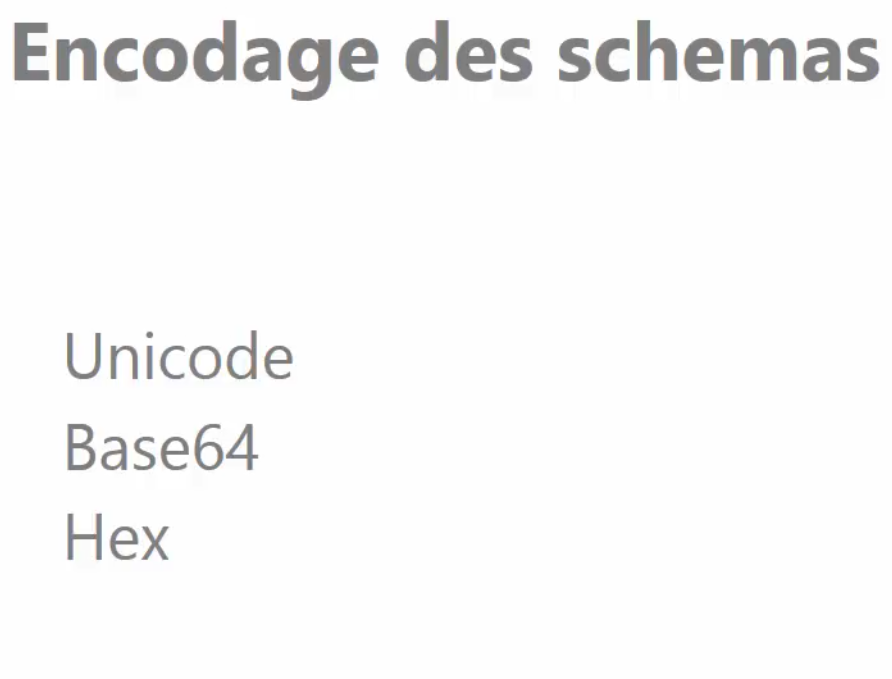 Encodage des schemas
Unicode
Base64
Hex